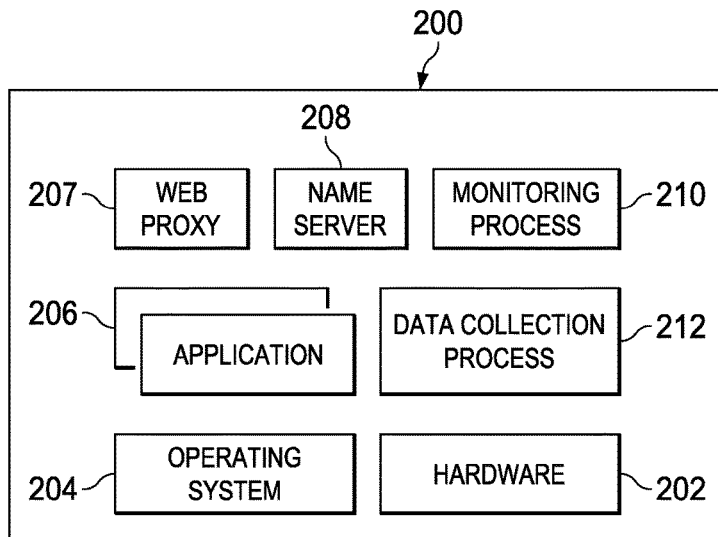 200
208
207
WEB
PROXY
NAME
SERVER
MONITORING
PROCESS
210
206
APPLICATION
DATA COLLECTION
PROCESS
212
204
OPERATING
SYSTEM
HARDWARE
202